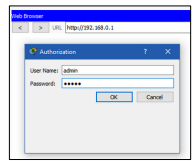 Web Browser
< > URL http://192.168.0.1
Authorization ? ×
User Name: admin
Password: •••••
OK Cancel